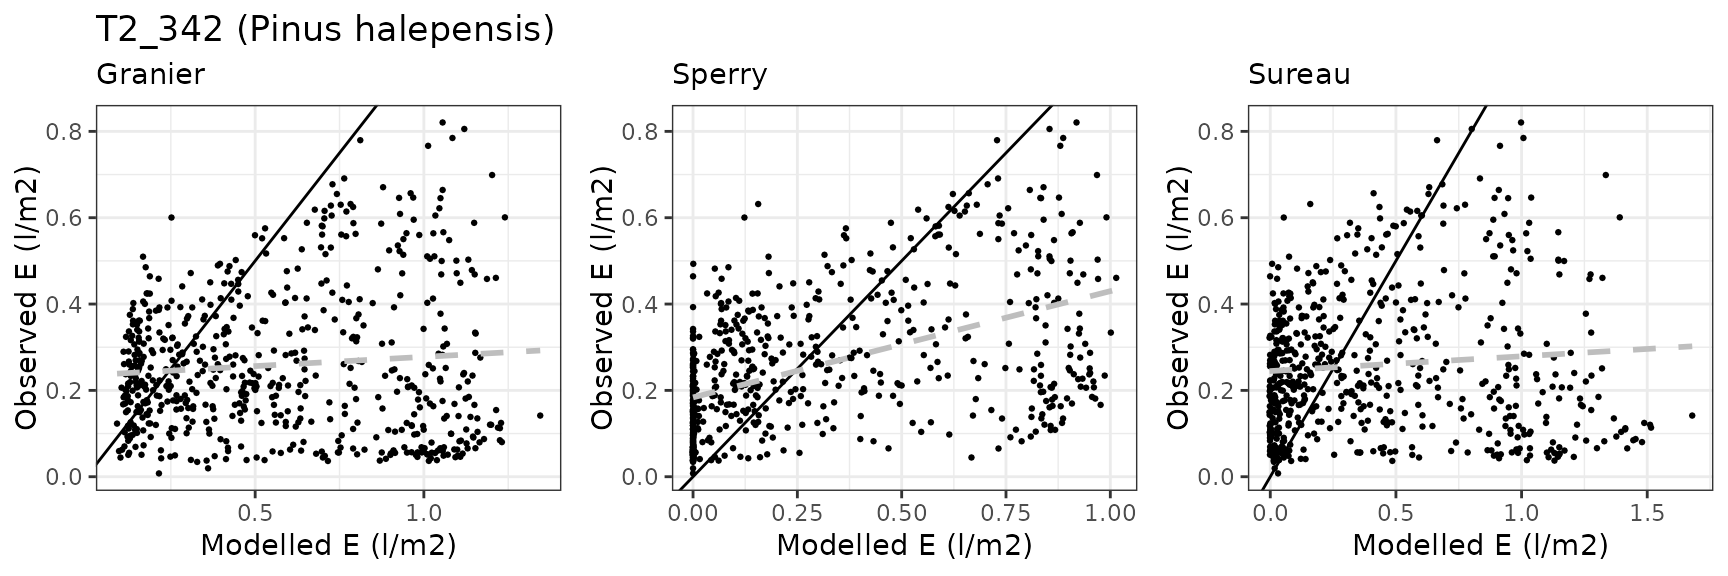 T2_342 (Pinus halepensis)
Granier
Observed E (l/m2)
0.8
0.6
0.4
0.2
0.0
0.5 1.0
Modelled E (l/m2)
Sperry
Observed E (l/m2)
0.8
0.6
0.4
0.2
0.0
0.00 0.25 0.50 0.75 1.00
Modelled E (l/m2)
Sureau
Observed E (l/m2)
0.8
0.6
0.4
0.2
0.0
0.0 0.5 1.0 1.5
Modelled E (l/m2)